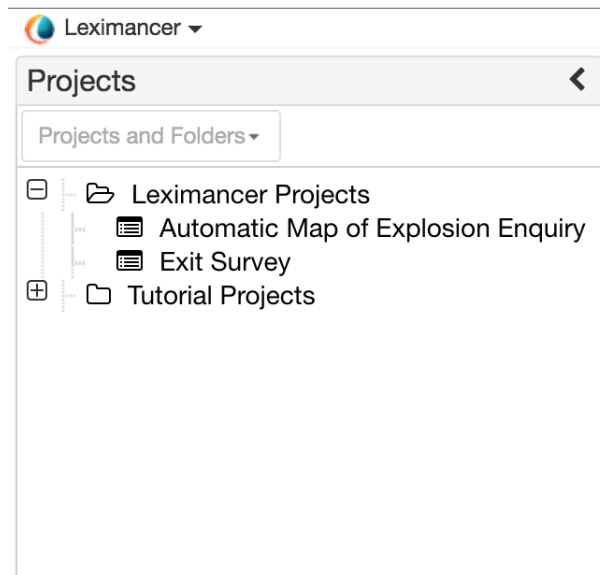 Leximancer
Projects
Projects and Folders
Leximancer Projects
Automatic Map of Explosion Enquiry
Exit Survey
Tutorial Projects